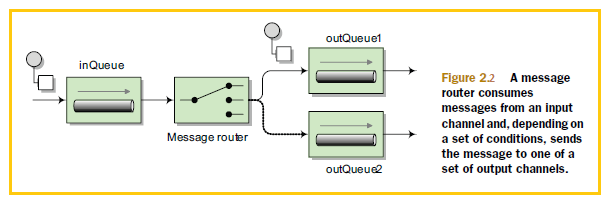 outQueue1
inQueue
Message router
outQueue2
Figure 2.2 A message
router consumes
messages from an input
channel and, depending on
a set of conditions, sends
the message to one of a
set of output channels.